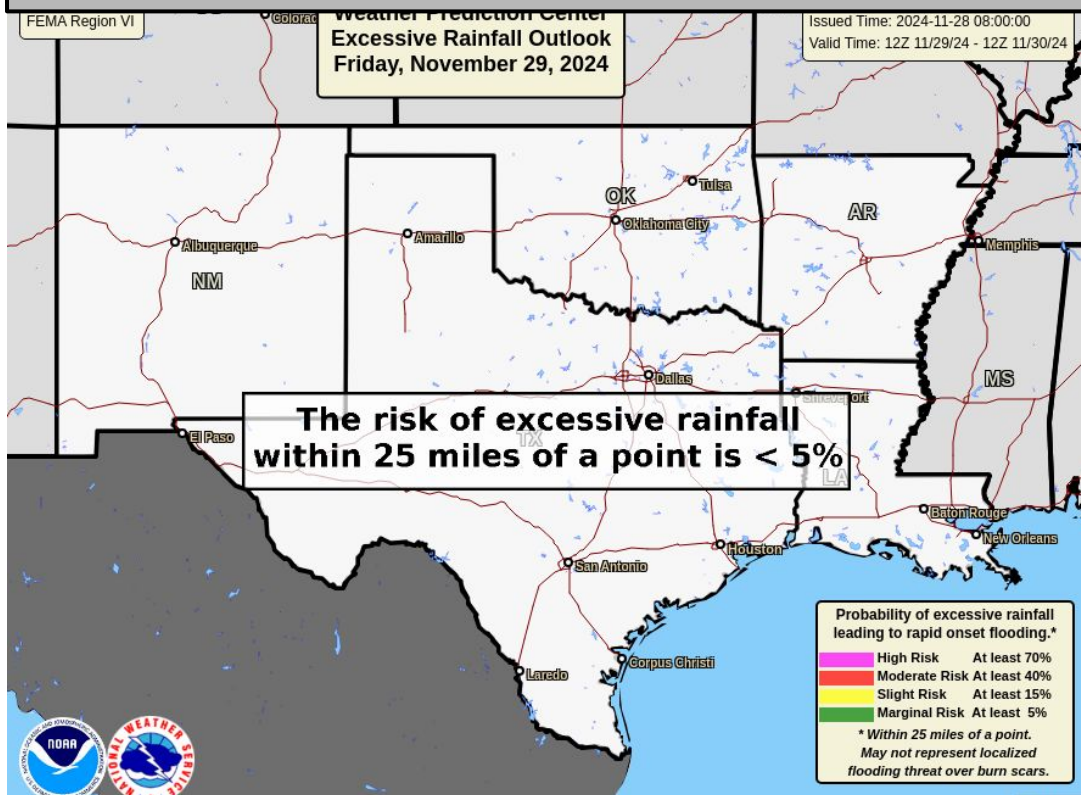 FEMA Region VI
Weather Prediction Center
Excessive Rainfall Outlook
Friday, November 29, 2024
Issued Time: 2024-11-28 08:00:00
Valid Time: 12Z 11/29/24 - 12Z 11/30/24
Tulsa
OK
Oklahoma City
AR
Albuquerque
Amarillo
Memphis
NM
Dallas
MS
Shreveport
The risk of excessive rainfall
within 25 miles of a point is < 5%
El Paso
TX
LA
Baton Rouge
New Orleans
Houston
San Antonio
Corpus Christi
Laredo
Probability of excessive rainfall
leading to rapid onset flooding.*
High Risk At least 70%
Moderate Risk At least 40%
Slight Risk At least 15%
Marginal Risk At least 5%
* Within 25 miles of a point.
May not represent localized
flooding threat over burn scars.
NOAA
NATIONAL WEATHER SERVICE